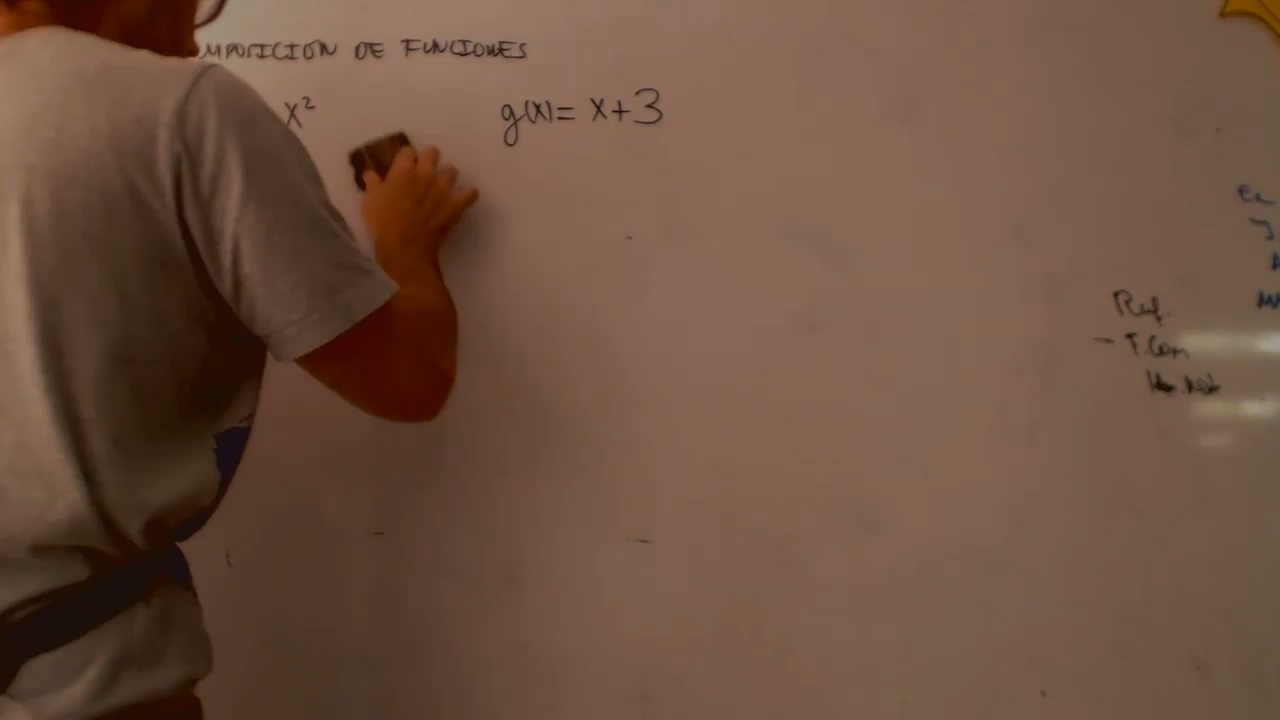 MPOSICION DE FUNCIONES
x²
g(x)= x+3
Ref.
- F. Com